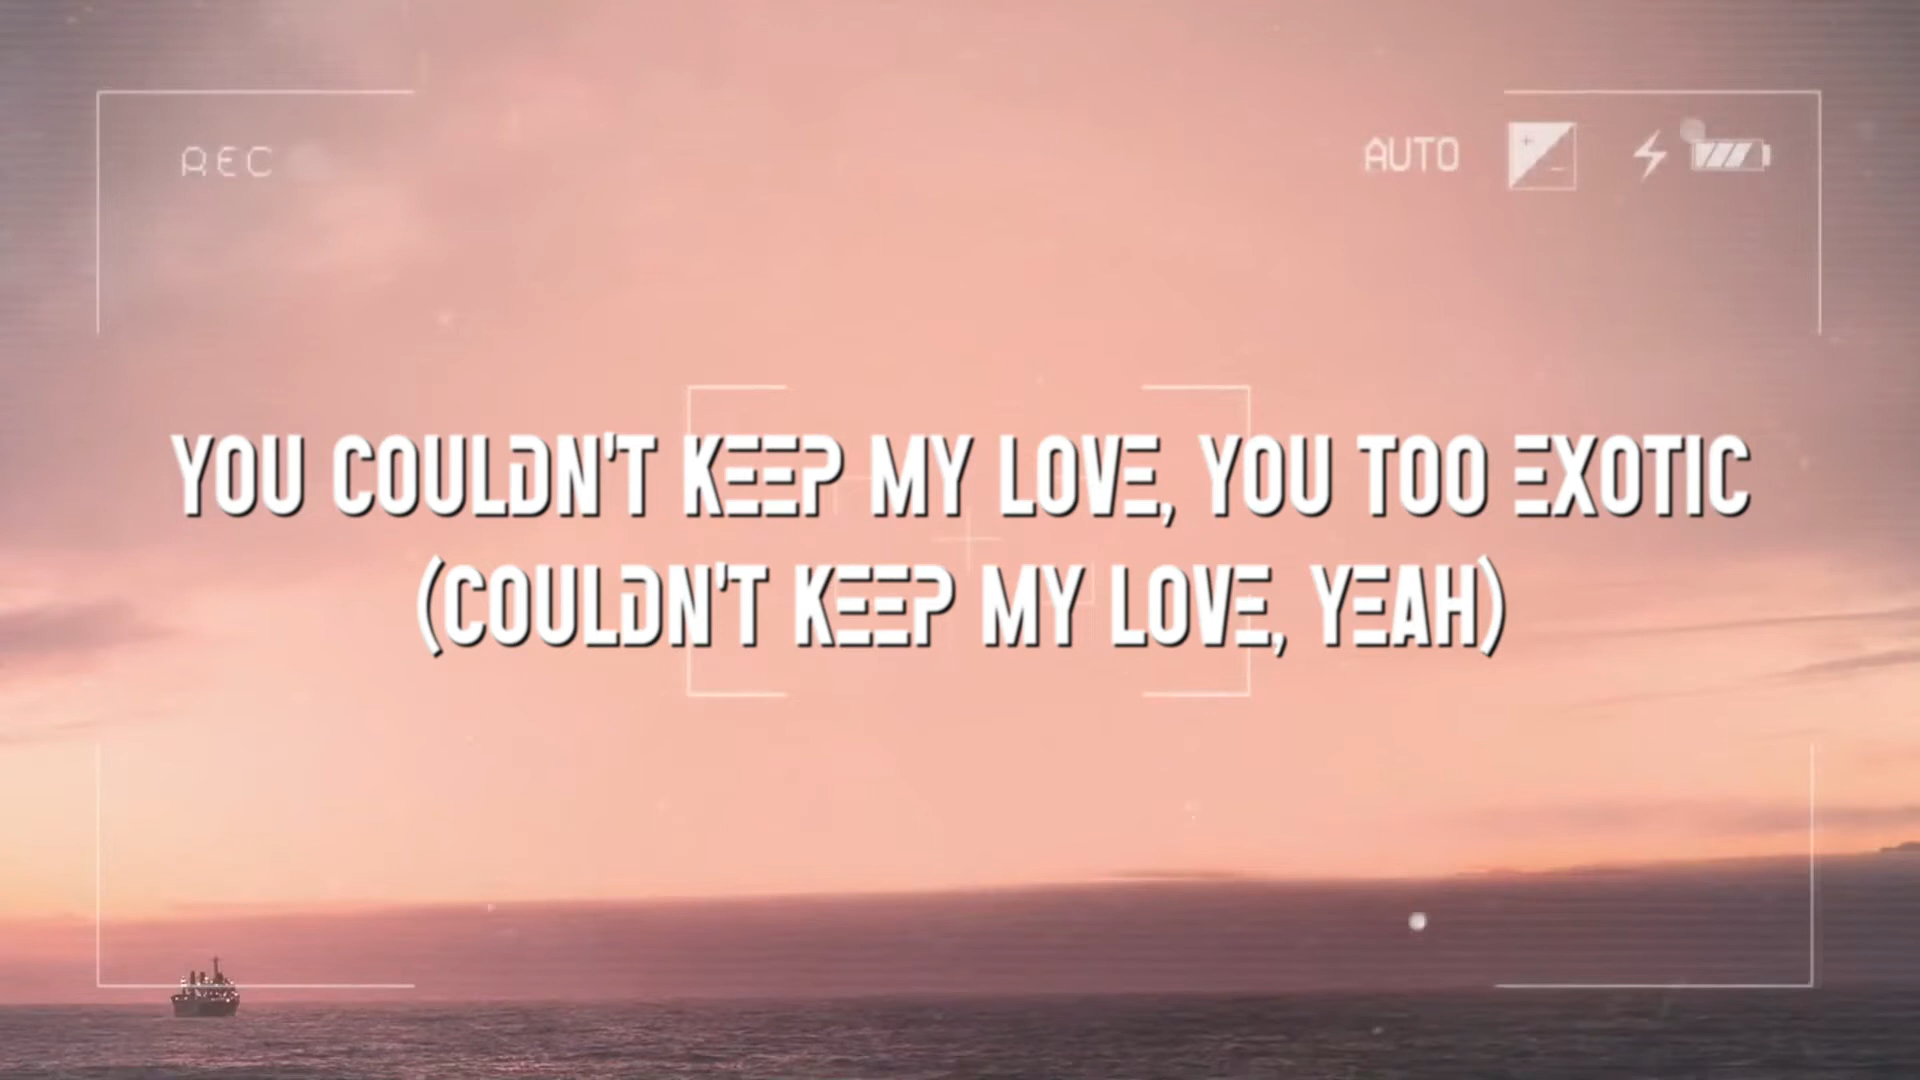 REC
AUTO
YOU COULDN'T KEEP MY LOVE, YOU TOO EXOTIC
(COULDN'T KEEP MY LOVE, YEAH)